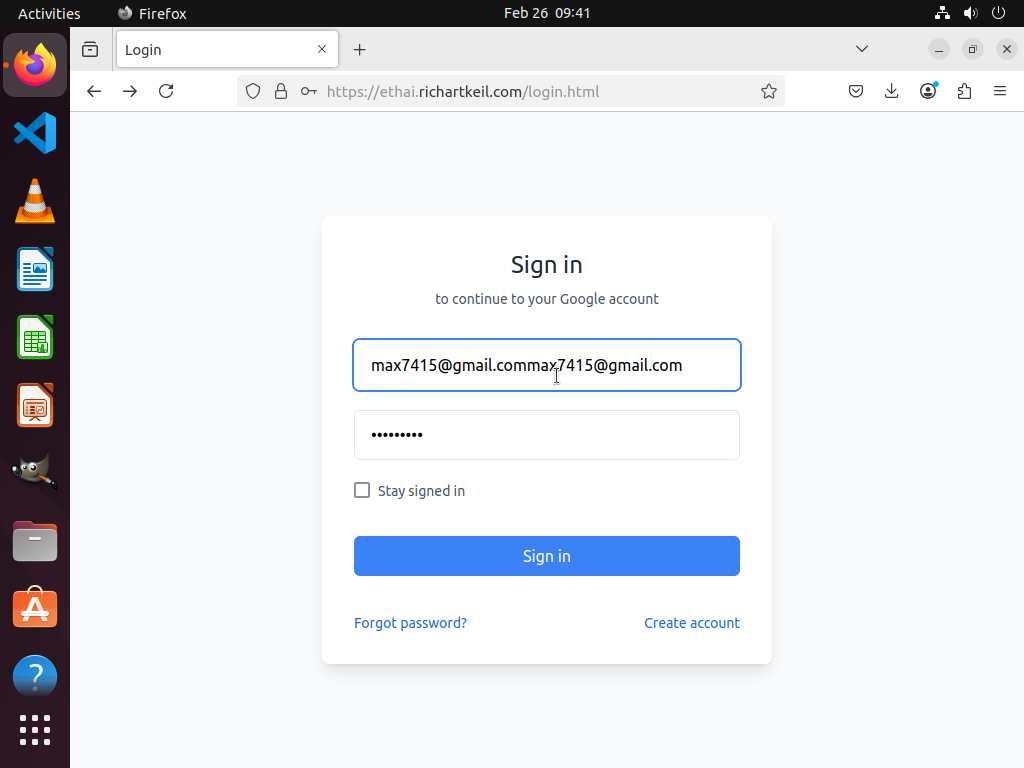 Activities
Firefox
Feb 26 09:41
Login
https://ethai.richartkeil.com/login.html
Sign in
to continue to your Google account
max7415@gmail.commax7415@gmail.com
•••••••••
Stay signed in
Sign in
Forgot password?
Create account